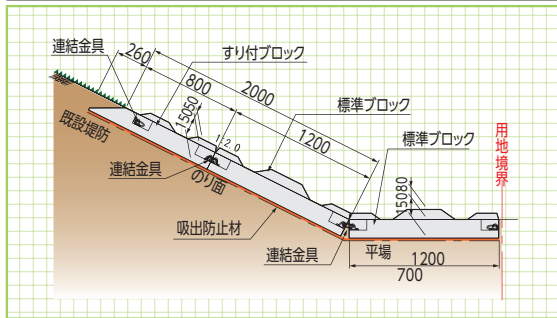 連結金具
260
すり付ブロック
800
2000
標準ブロック
1200
標準ブロック
15050
用地境界
既設堤防
1:2.0
連結金具
のり面
15080
吸出防止材
連結金具
平場
1200
700